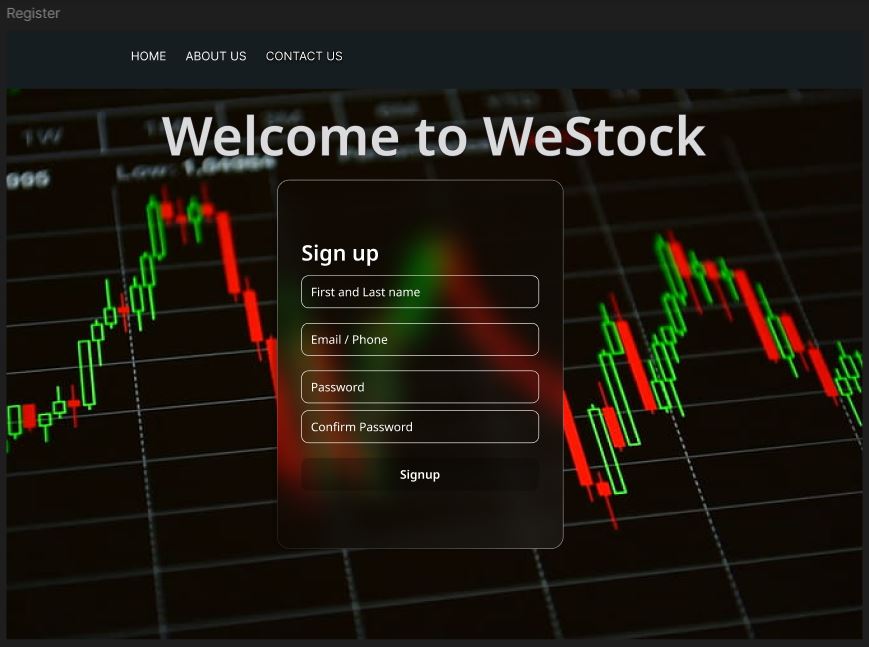 Register
HOME ABOUT US CONTACT US
Welcome to WeStock
1W
995
Low: 1,04964
Sign up
First and Last name
Email / Phone
Password
Confirm Password
Signup